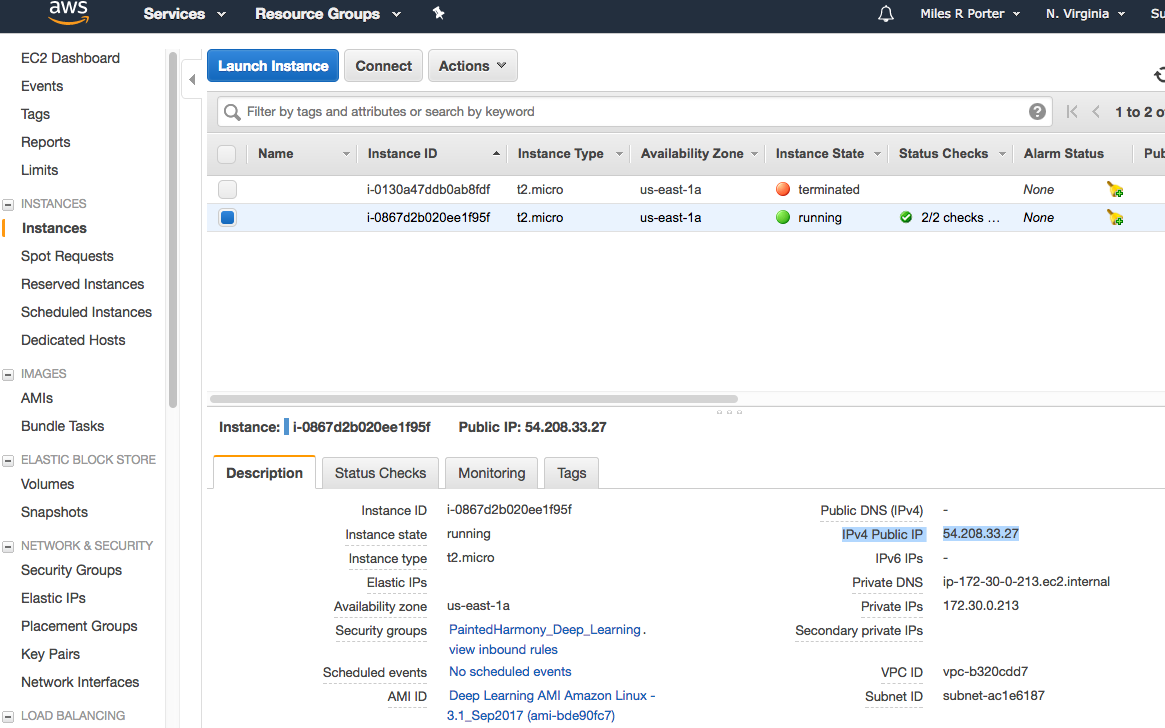 aws Services Resource Groups Miles R Porter N. Virginia Su
EC2 Dashboard
Events
Tags
Reports
Limits
INSTANCES
Instances
Spot Requests
Reserved Instances
Scheduled Instances
Dedicated Hosts
IMAGES
AMIs
Bundle Tasks
ELASTIC BLOCK STORE
Volumes
Snapshots
NETWORK & SECURITY
Security Groups
Elastic IPs
Placement Groups
Key Pairs
Network Interfaces
LOAD BALANCING
Launch Instance Connect Actions
Filter by tags and attributes or search by keyword ? 1 to 2 o
Name Instance ID Instance Type Availability Zone Instance State Status Checks Alarm Status Pub
i-0130a47ddb0ab8fdf t2.micro us-east-1a terminated None
i-0867d2b020ee1f95f t2.micro us-east-1a running 2/2 checks ... None
Instance: i-0867d2b020ee1f95f Public IP: 54.208.33.27
Description Status Checks Monitoring Tags
Instance ID i-0867d2b020ee1f95f Public DNS (IPv4) -
Instance state running IPv4 Public IP 54.208.33.27
Instance type t2.micro IPv6 IPs -
Elastic IPs Private DNS ip-172-30-0-213.ec2.internal
Availability zone us-east-1a Private IPs 172.30.0.213
Security groups PaintedHarmony_Deep_Learning. Secondary private IPs
view inbound rules
Scheduled events No scheduled events VPC ID vpc-b320cdd7
AMI ID Deep Learning AMI Amazon Linux - Subnet ID subnet-ac1e6187
3.1_Sep2017 (ami-bde90fc7)